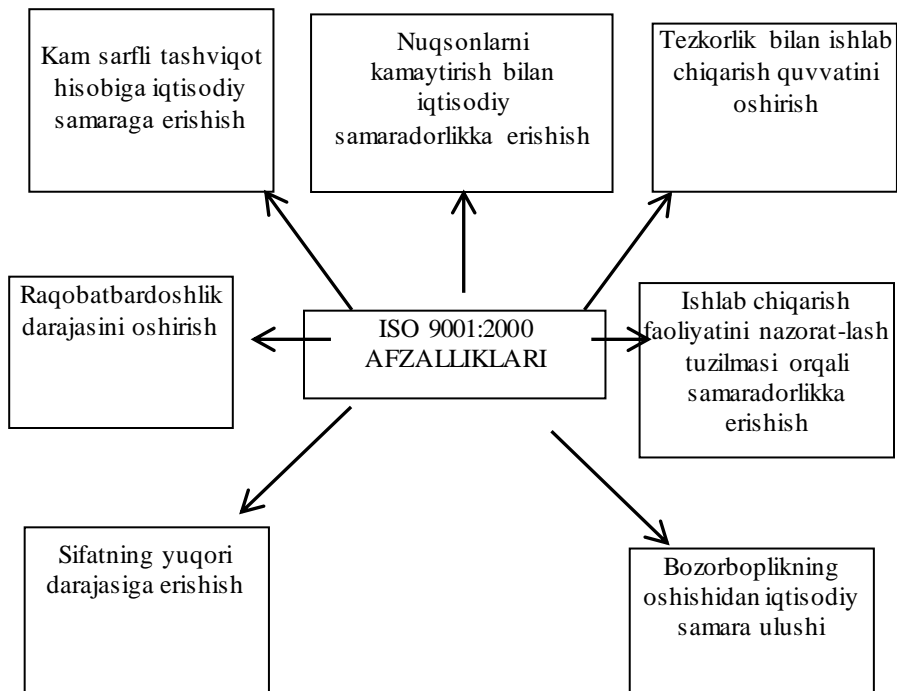 Kam sarfli tashviqot
hisobiga iqtisodiy
samaraga erishish
Nuqsonlarni
kamaytirish bilan
iqtisodiy
samaradorlikka erishish
Tezkorlik bilan ishlab
chiqarish quvvatini
oshirish
Raqobatbardoshlik
darajasini oshirish
ISO 9001:2000
AFZALLIKLARI
Ishlab chiqarish
faoliyatini nazorat-lash
tuzilmasi orqali
samaradorlikka
erishish
Sifatning yuqori
darajasiga erishish
Bozorboplikning
oshishidan iqtisodiy
samara ulushi